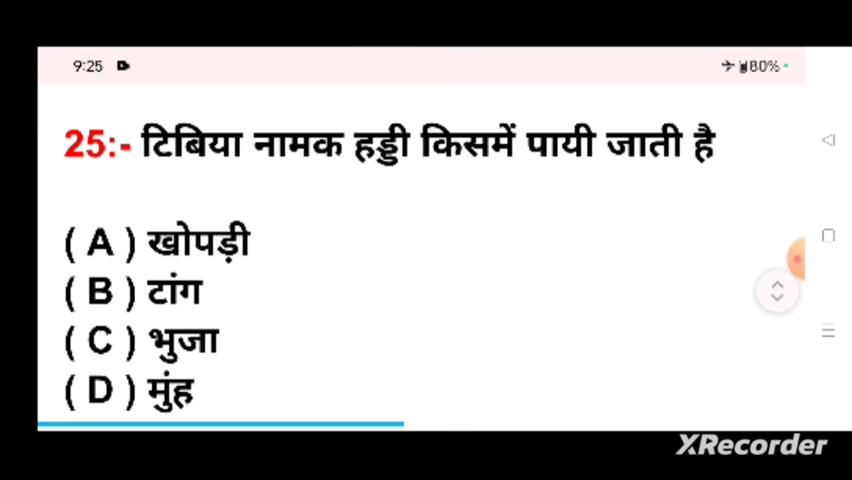 9:25 80%
25:- टिबिया नामक हड्डी किसमें पायी जाती है
( A ) खोपड़ी
( B ) टांग
( C ) भुजा
( D ) मुंह
XRecorder